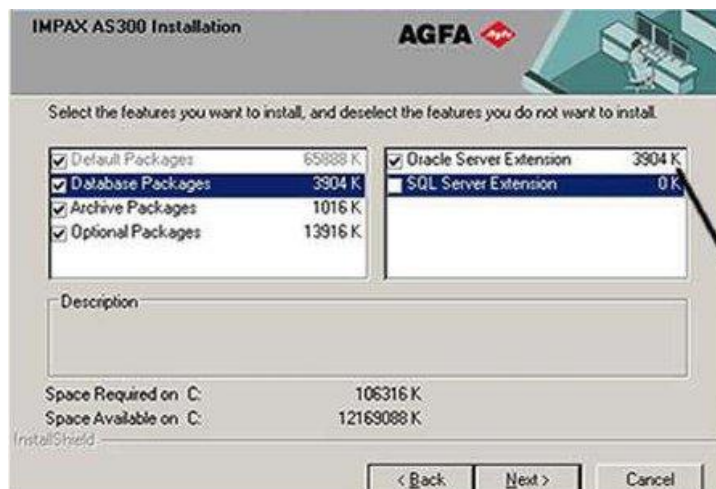 IMPAX AS300 Installation
AGFA
Select the features you want to install, and deselect the features you do not want to install.
Default Packages 65888 K
Database Packages 3904 K
Archive Packages 1016 K
Optional Packages 13916 K
Oracle Server Extension 3904 K
SQL Server Extension 0 K
Description
Space Required on C: 106316 K
Space Available on C: 12169088 K
InstallShield
< Back
Next >
Cancel